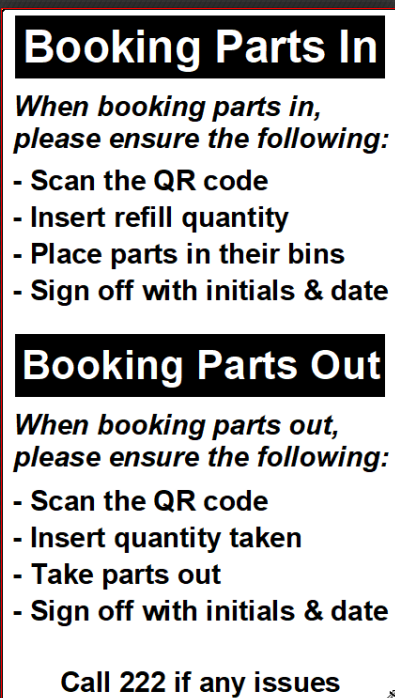 Booking Parts In
When booking parts in,
please ensure the following:
- Scan the QR code
- Insert refill quantity
- Place parts in their bins
- Sign off with initials & date
Booking Parts Out
When booking parts out,
please ensure the following:
- Scan the QR code
- Insert quantity taken
- Take parts out
- Sign off with initials & date
Call 222 if any issues